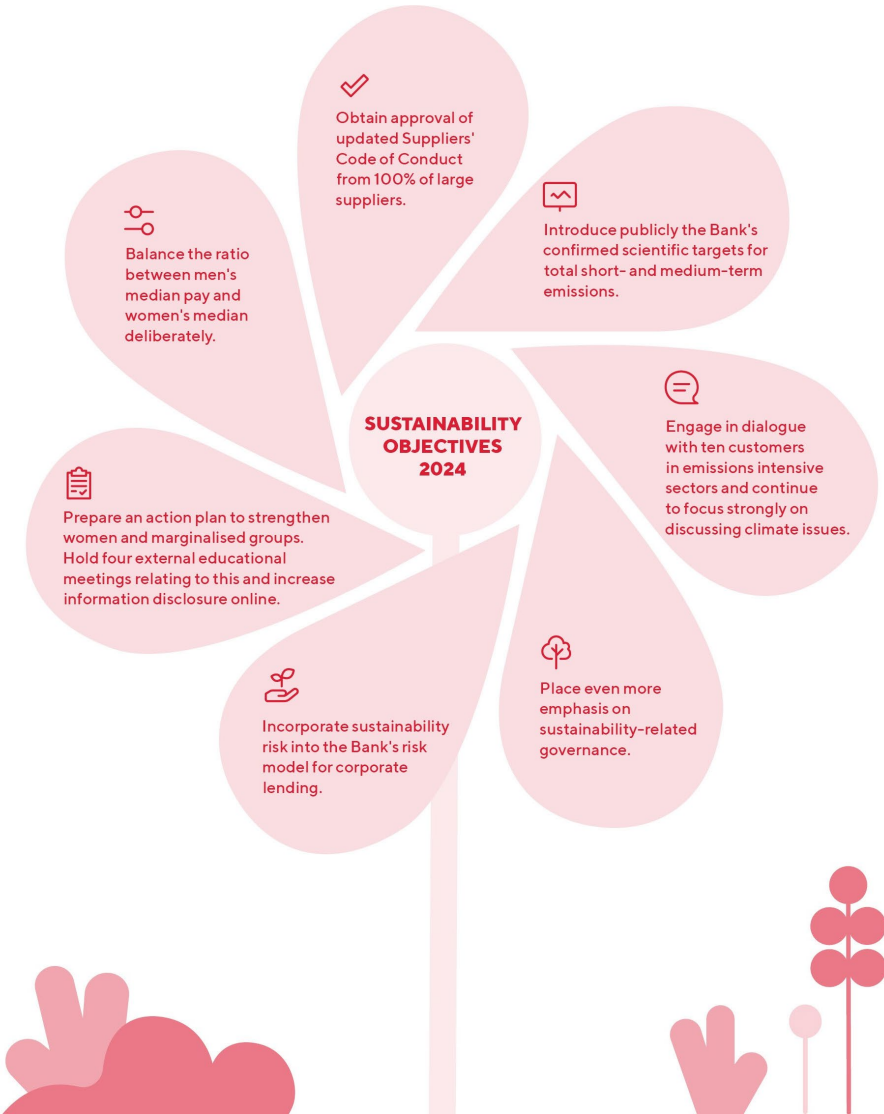 Obtain approval of
updated Suppliers'
Code of Conduct
from 100% of large
suppliers.
Introduce publicly the Bank's
confirmed scientific targets for
total short- and medium-term
emissions.
Balance the ratio
between men's
median pay and
women's median
deliberately.
SUSTAINABILITY
OBJECTIVES
2024
Engage in dialogue
with ten customers
in emissions intensive
sectors and continue
to focus strongly on
discussing climate issues.
Prepare an action plan to strengthen
women and marginalised groups.
Hold four external educational
meetings relating to this and increase
information disclosure online.
Incorporate sustainability
risk into the Bank's risk
model for corporate
lending.
Place even more
emphasis on
sustainability-related
governance.